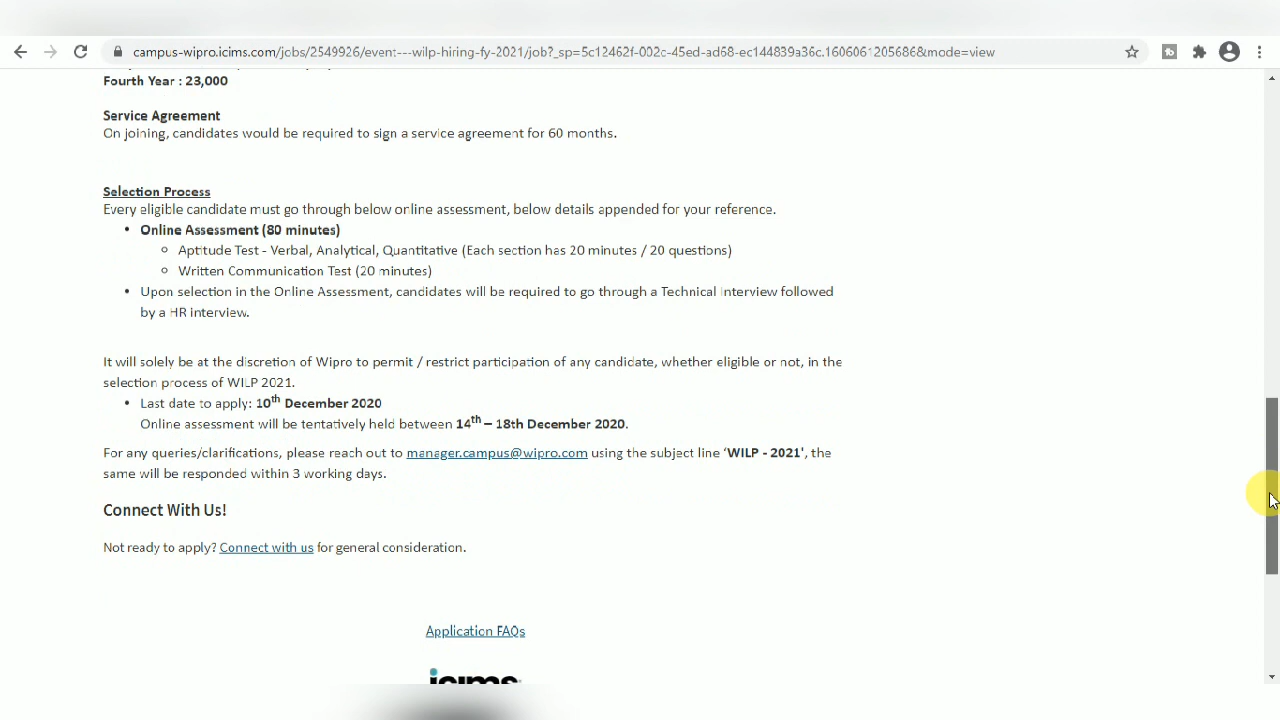 campus-wipro.icims.com/jobs/2549926/event---wilp-hiring-fy-2021/job?_sp=5c12462f-002c-45ed-ad68-ec144839a36c.1606061205686&mode=view
Fourth Year : 23,000
Service Agreement
On joining, candidates would be required to sign a service agreement for 60 months.
Selection Process
Every eligible candidate must go through below online assessment, below details appended for your reference.
• Online Assessment (80 minutes)
○ Aptitude Test - Verbal, Analytical, Quantitative (Each section has 20 minutes / 20 questions)
○ Written Communication Test (20 minutes)
• Upon selection in the Online Assessment, candidates will be required to go through a Technical Interview followed
by a HR interview.
It will solely be at the discretion of Wipro to permit / restrict participation of any candidate, whether eligible or not, in the
selection process of WILP 2021.
• Last date to apply: 10th December 2020
Online assessment will be tentatively held between 14th – 18th December 2020.
For any queries/clarifications, please reach out to manager.campus@wipro.com using the subject line ‘WILP - 2021', the
same will be responded within 3 working days.
Connect With Us!
Not ready to apply? Connect with us for general consideration.
Application FAQs
icims